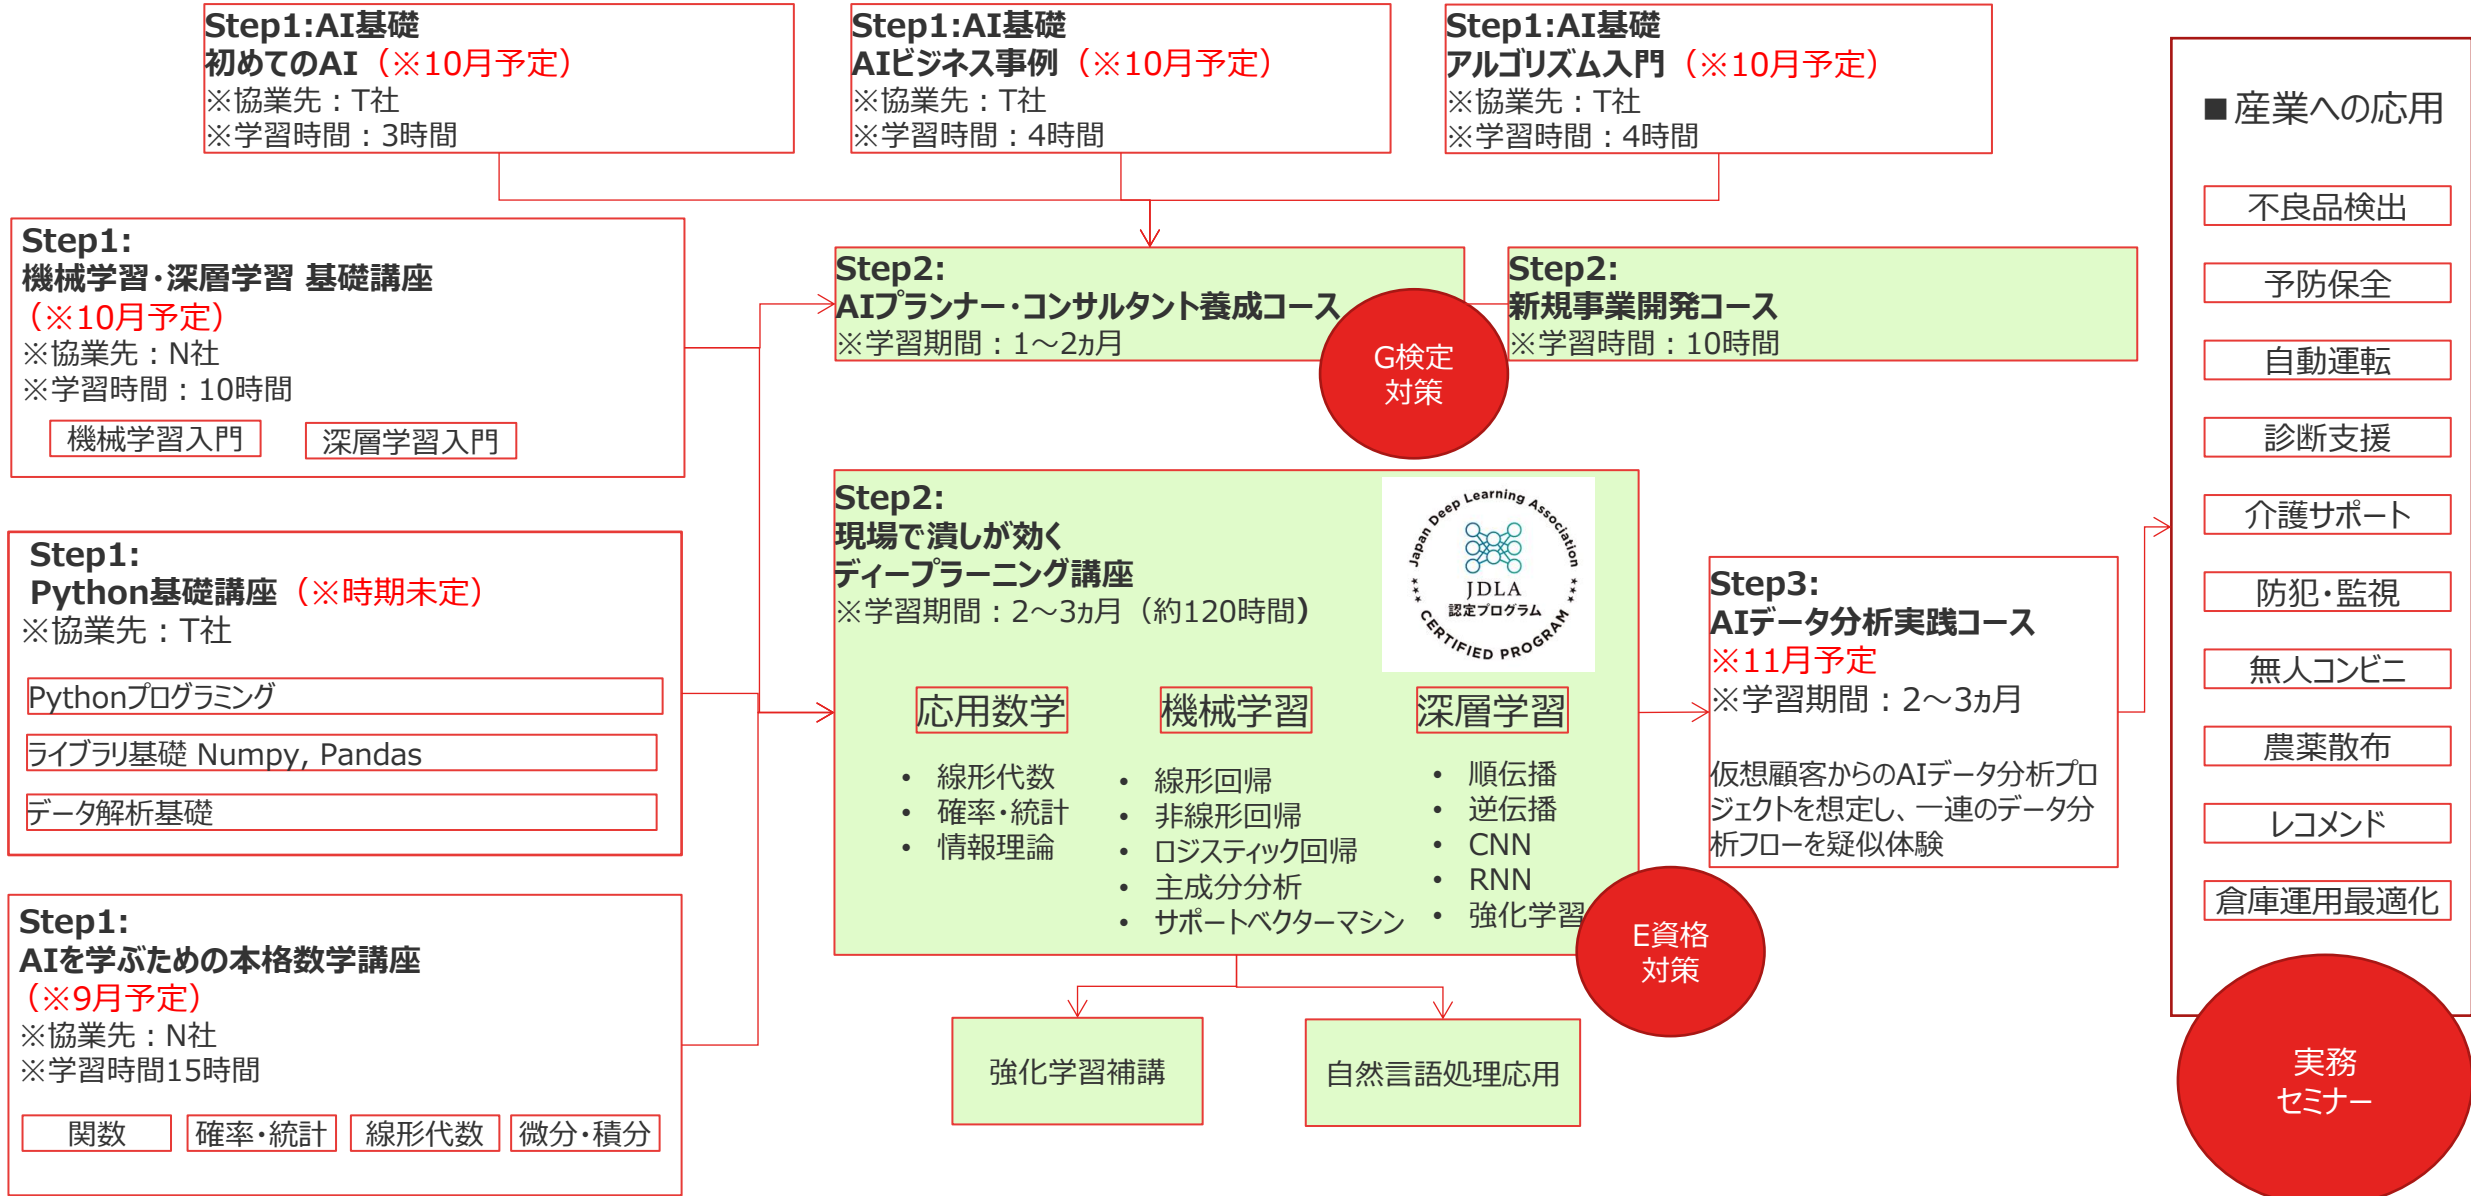 Step1:AI基礎
初めてのAI（※10月予定）
※協業先：T社
※学習時間：3時間
Step1:AI基礎
AIビジネス事例（※10月予定）
※協業先：T社
※学習時間：4時間
Step1:AI基礎
アルゴリズム入門（※10月予定）
※協業先：T社
※学習時間：4時間
Step1:
機械学習・深層学習 基礎講座
（※10月予定）
※協業先：N社
※学習時間：10時間
機械学習入門
深層学習入門
Step1:
Python基礎講座（※時期未定）
※協業先：T社
Pythonプログラミング
ライブラリ基礎 Numpy, Pandas
データ解析基礎
Step1:
AIを学ぶための本格数学講座
（※9月予定）
※協業先：N社
※学習時間15時間
関数
確率・統計
線形代数
微分・積分
Step2:
AIプランナー・コンサルタント養成コース
※学習期間：1～2ヵ月
G検定
対策
Step2:
新規事業開発コース
※学習時間：10時間
Step2:
現場で潰しが効く
ディープラーニング講座
※学習期間：2～3ヵ月（約120時間）
Japan Deep Learning Association
JDLA
認定プログラム
CERTIFIED PROGRAM
応用数学
• 線形代数
• 確率・統計
• 情報理論
機械学習
• 線形回帰
• 非線形回帰
• ロジスティック回帰
• 主成分分析
• サポートベクターマシン
深層学習
• 順伝播
• 逆伝播
• CNN
• RNN
• 強化学習
E資格
対策
強化学習補講
自然言語処理応用
Step3:
AIデータ分析実践コース
※11月予定
※学習期間：2～3ヵ月
仮想顧客からのAIデータ分析プロ
ジェクトを想定し、一連のデータ分
析フローを疑似体験
■産業への応用
不良品検出
予防保全
自動運転
診断支援
介護サポート
防犯・監視
無人コンビニ
農薬散布
レコメンド
倉庫運用最適化
実務
セミナー